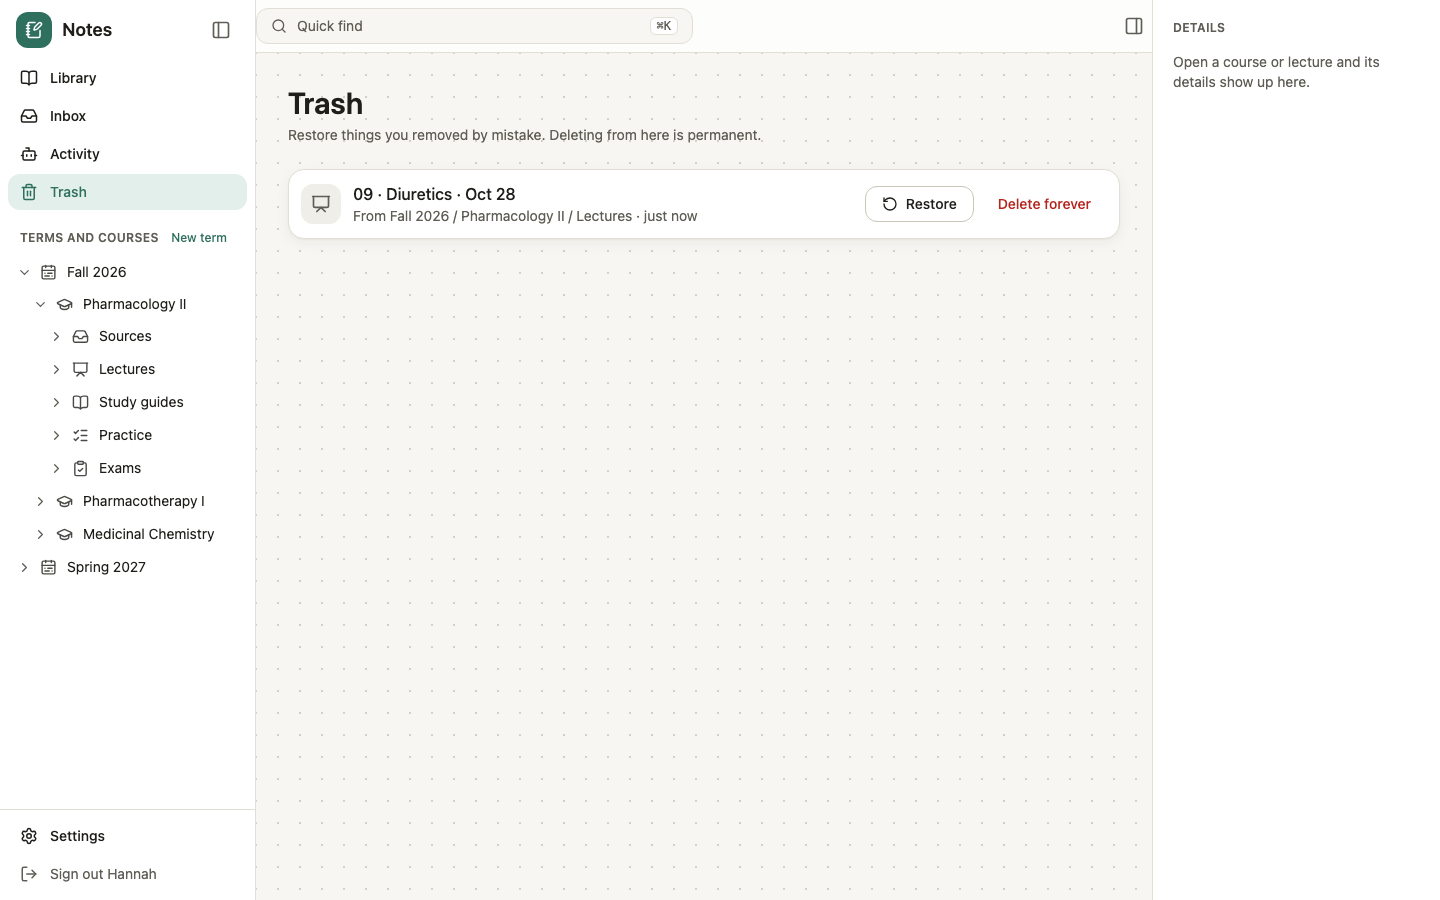 Notes
Library
Inbox
Activity
Trash
TERMS AND COURSES New term
Fall 2026
Pharmacology II
Sources
Lectures
Study guides
Practice
Exams
Pharmacotherapy I
Medicinal Chemistry
Spring 2027
Settings
Sign out Hannah
Quick find ⌘K
Trash
Restore things you removed by mistake. Deleting from here is permanent.
09 · Diuretics · Oct 28
From Fall 2026 / Pharmacology II / Lectures · just now
Restore
Delete forever
DETAILS
Open a course or lecture and its
details show up here.